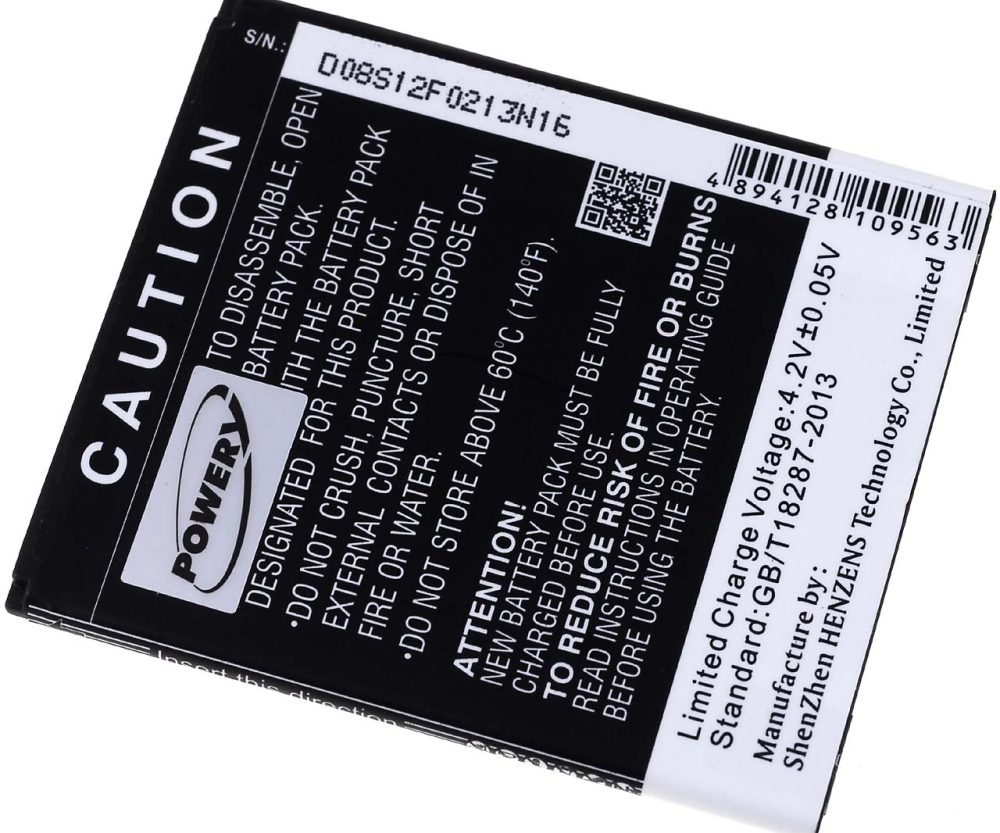 S/N.:
D08S12F0213N16
CAUTION
TO DISASSEMBLE, OPEN
BATTERY PACK.
WITH THE BATTERY PACK
DESIGNATED FOR THIS PRODUCT.
•DO NOT CRUSH, PUNCTURE, SHORT
EXTERNAL CONTACTS OR DISPOSE OF IN
FIRE OR WATER.
•DO NOT STORE ABOVE 60°C (140°F).
ATTENTION!
NEW BATTERY PACK MUST BE FULLY
CHARGED BEFORE USE.
TO REDUCE RISK OF FIRE OR BURNS
READ INSTRUCTIONS IN OPERATING GUIDE
BEFORE USING THE BATTERY.
POWERY
4 894128 109563
Limited Charge Voltage:4.2V±0.05V
Standard:GB/T18287-2013
Manufacture by:
ShenZhen HENZENS Technology Co., Limited
Insert this direction